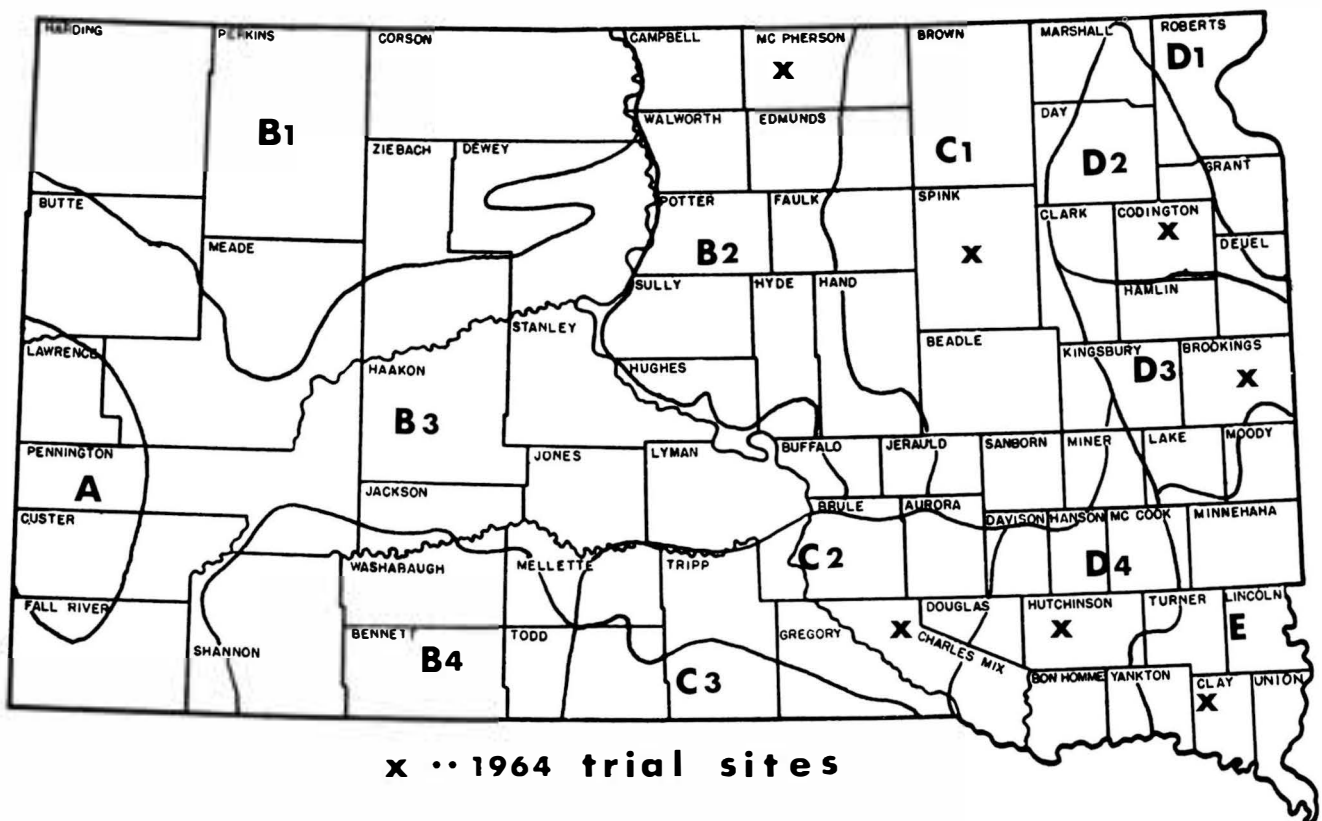 HARDING PERKINS CORSON CAMPBELL MC PHERSON BROWN MARSHALL ROBERTS
x D1
B1 WALWORTH EDMUNDS DAY
ZIEBACH DEWEY C1 D2 GRANT
BUTTE POTTER FAULK SPINK CLARK CODINGTON
MEADE B2 x x DEUEL
SULLY HYDE HAND HAMLIN
STANLEY
LAWRENCE HAAKON HUGHES BEADLE KINGSBURY D3 BROOKINGS
x
B3
PENNINGTON JONES LYMAN BUFFALO JERAULD SANBORN MINER LAKE MOODY
A JACKSON
CUSTER BRULE AURORA DAVISON HANSON MC COOK MINNEHAHA
WASHABAUGH MELLETTE TRIPP C2 D4
FALL RIVER DOUGLAS HUTCHINSON TURNER LINCOLN
SHANNON BENNETT TODD GREGORY x CHARLES MIX x E
B4 C3 BON HOMME YANKTON CLAY UNION
x
x ·· 1964 trial sites